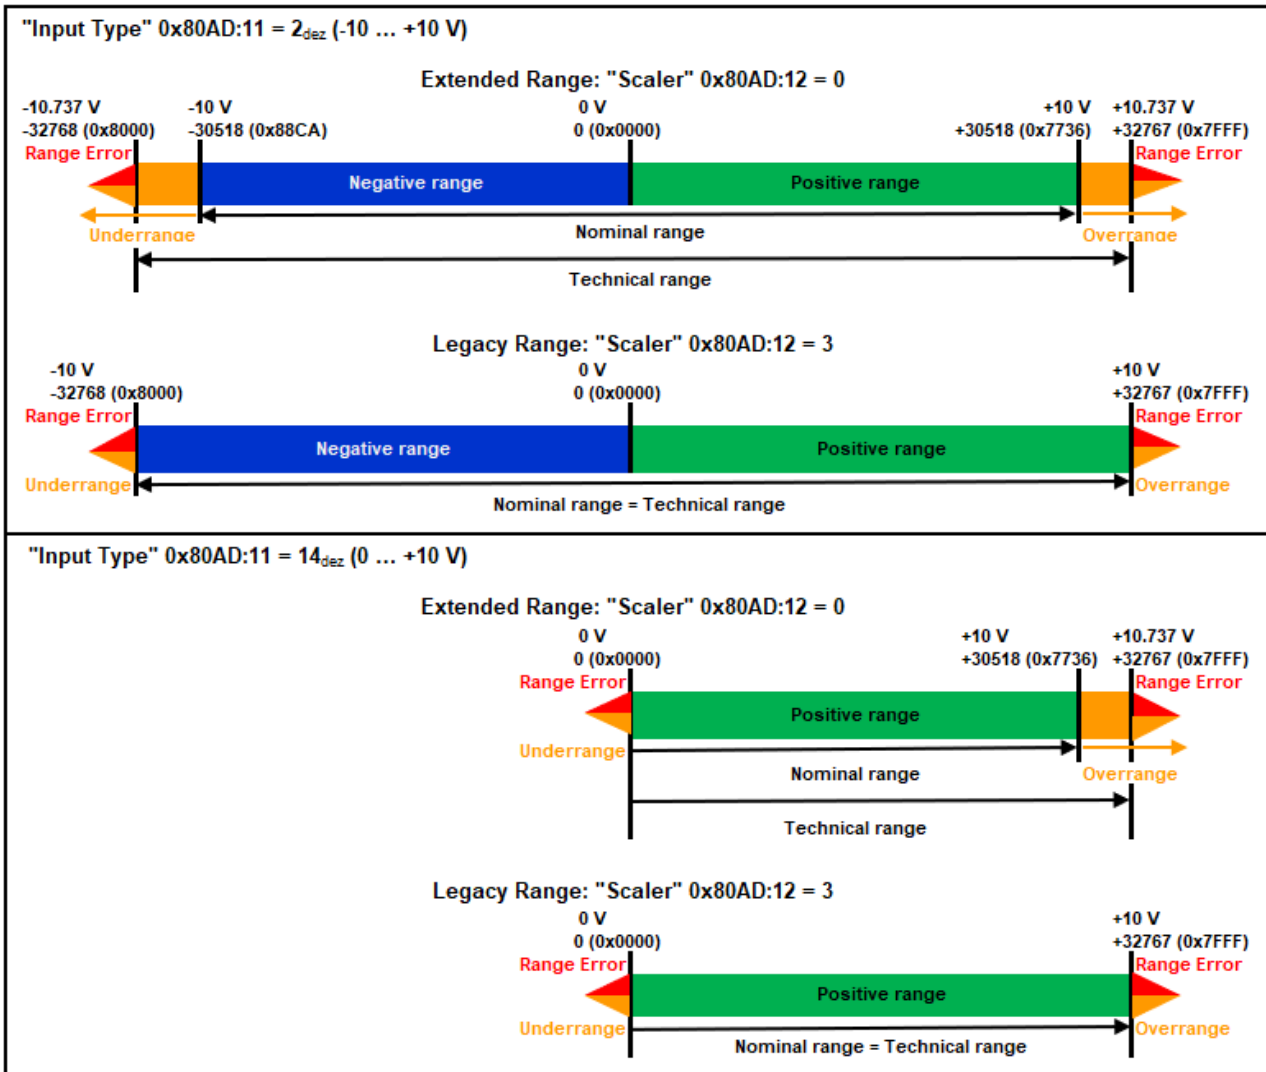 "Input Type" 0x80AD:11 = 2dez (-10 ... +10 V)
Extended Range: "Scaler" 0x80AD:12 = 0
-10.737 V -10 V 0 V +10 V +10.737 V
-32768 (0x8000) -30518 (0x88CA) 0 (0x0000) +30518 (0x7736) +32767 (0x7FFF)
Range Error Range Error
Negative range Positive range
Underrange Nominal range Overrange
Technical range
Legacy Range: "Scaler" 0x80AD:12 = 3
-10 V 0 V +10 V
-32768 (0x8000) 0 (0x0000) +32767 (0x7FFF)
Range Error Range Error
Negative range Positive range
Underrange Overrange
Nominal range = Technical range
"Input Type" 0x80AD:11 = 14dez (0 ... +10 V)
Extended Range: "Scaler" 0x80AD:12 = 0
0 V +10 V +10.737 V
0 (0x0000) +30518 (0x7736) +32767 (0x7FFF)
Range Error Range Error
Positive range
Underrange
Nominal range Overrange
Technical range
Legacy Range: "Scaler" 0x80AD:12 = 3
0 V +10 V
0 (0x0000) +32767 (0x7FFF)
Range Error Range Error
Positive range
Underrange Overrange
Nominal range = Technical range